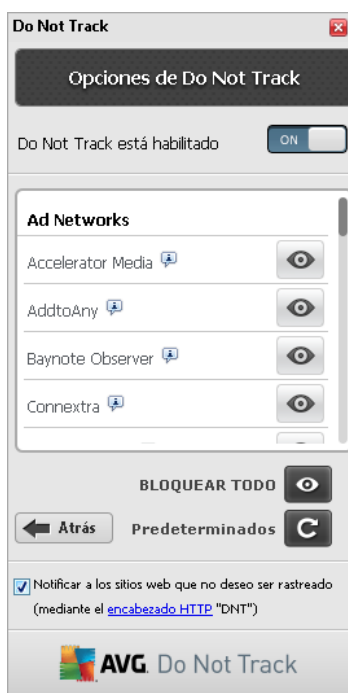 Do Not Track
Opciones de Do Not Track
Do Not Track está habilitado
ON
Ad Networks
Accelerator Media
AddtoAny
Baynote Observer
Connextra
BLOQUEAR TODO
Atrás
Predeterminados
Notificar a los sitios web que no deseo ser rastreado
(mediante el encabezado HTTP "DNT")
AVG. Do Not Track